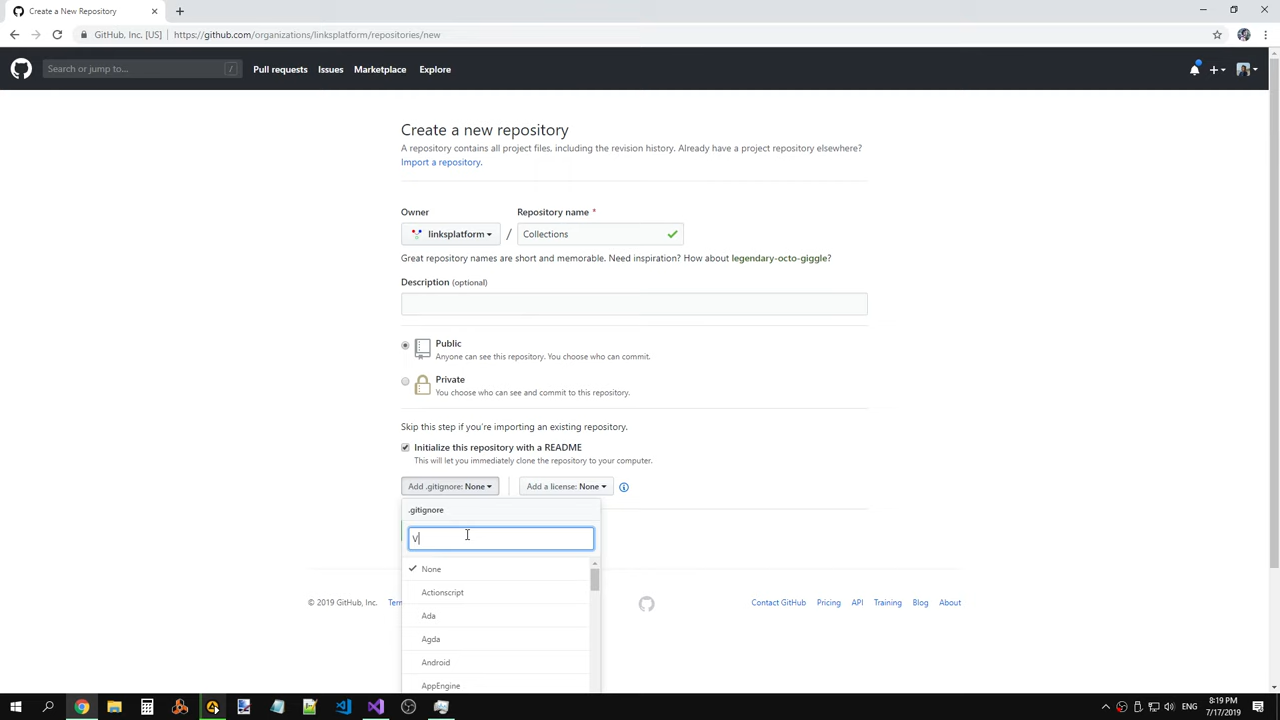 Create a New Repository
GitHub, Inc. [US]
https://github.com/organizations/linksplatform/repositories/new
Search or jump to...
/
Pull requests
Issues
Marketplace
Explore
Create a new repository
A repository contains all project files, including the revision history. Already have a project repository elsewhere?
Import a repository.
Owner
Repository name *
linksplatform
/
Collections
Great repository names are short and memorable. Need inspiration? How about legendary-octo-giggle?
Description (optional)
Public
Anyone can see this repository. You choose who can commit.
Private
You choose who can see and commit to this repository.
Skip this step if you're importing an existing repository.
Initialize this repository with a README
This will let you immediately clone the repository to your computer.
Add .gitignore: None
Add a license: None
.gitignore
V
None
Actionscript
Ada
Agda
Android
AppEngine
© 2019 GitHub, Inc.
Contact GitHub
Pricing
API
Training
Blog
About
8:19 PM
7/17/2019